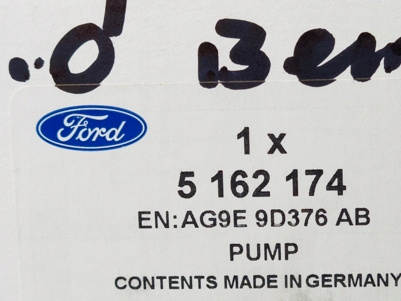 Ford
1 x
5 162 174
EN:AG9E 9D376 AB
PUMP
CONTENTS MADE IN GERMANY